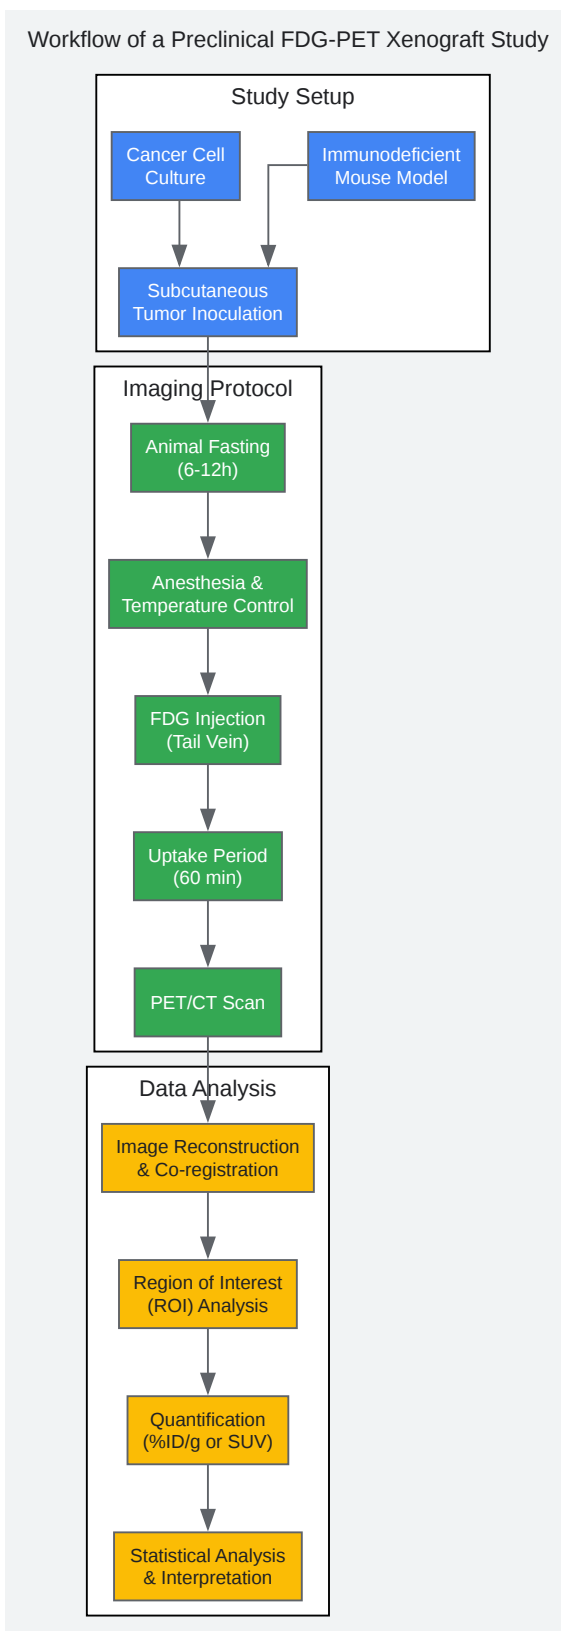 Workflow of a Preclinical FDG-PET Xenograft Study
Study Setup
Cancer Cell
Culture
Immunodeficient
Mouse Model
Subcutaneous
Tumor Inoculation
Imaging Protocol
Animal Fasting
(6-12h)
Anesthesia &
Temperature Control
FDG Injection
(Tail Vein)
Uptake Period
(60 min)
PET/CT Scan
Data Analysis
Image Reconstruction
& Co-registration
Region of Interest
(ROI) Analysis
Quantification
(%ID/g or SUV)
Statistical Analysis
& Interpretation